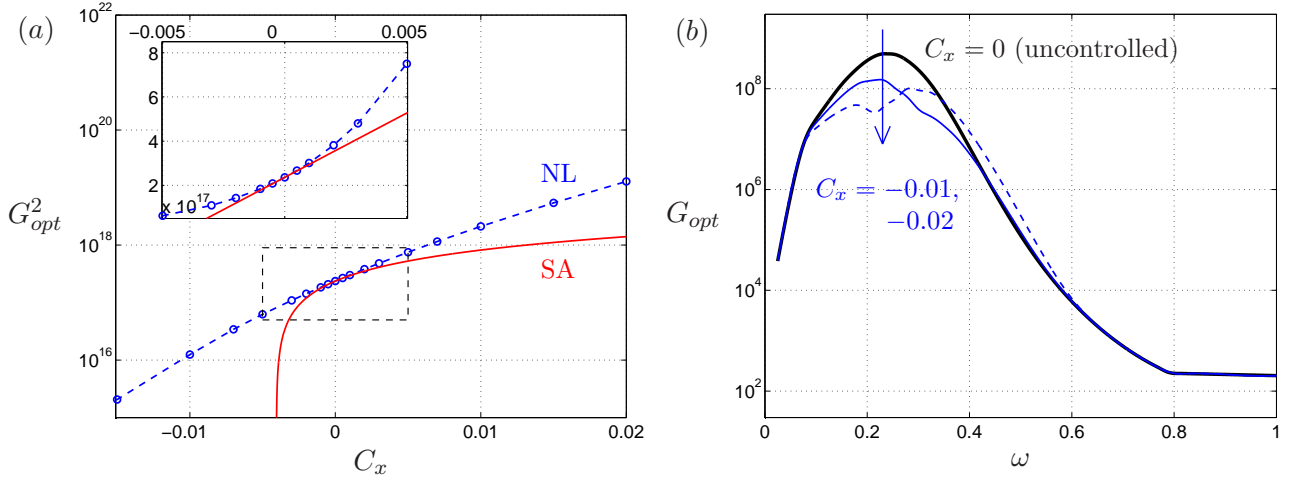 (a)
10^22
10^20
10^18
10^16
G^2_opt
−0.005
0
0.005
8
6
4
2
x 10^17
NL
SA
−0.01
0
0.01
0.02
C_x
(b)
10^8
10^6
10^4
10^2
G_opt
C_x = 0 (uncontrolled)
C_x = −0.01,
−0.02
0
0.2
0.4
0.6
0.8
1
ω